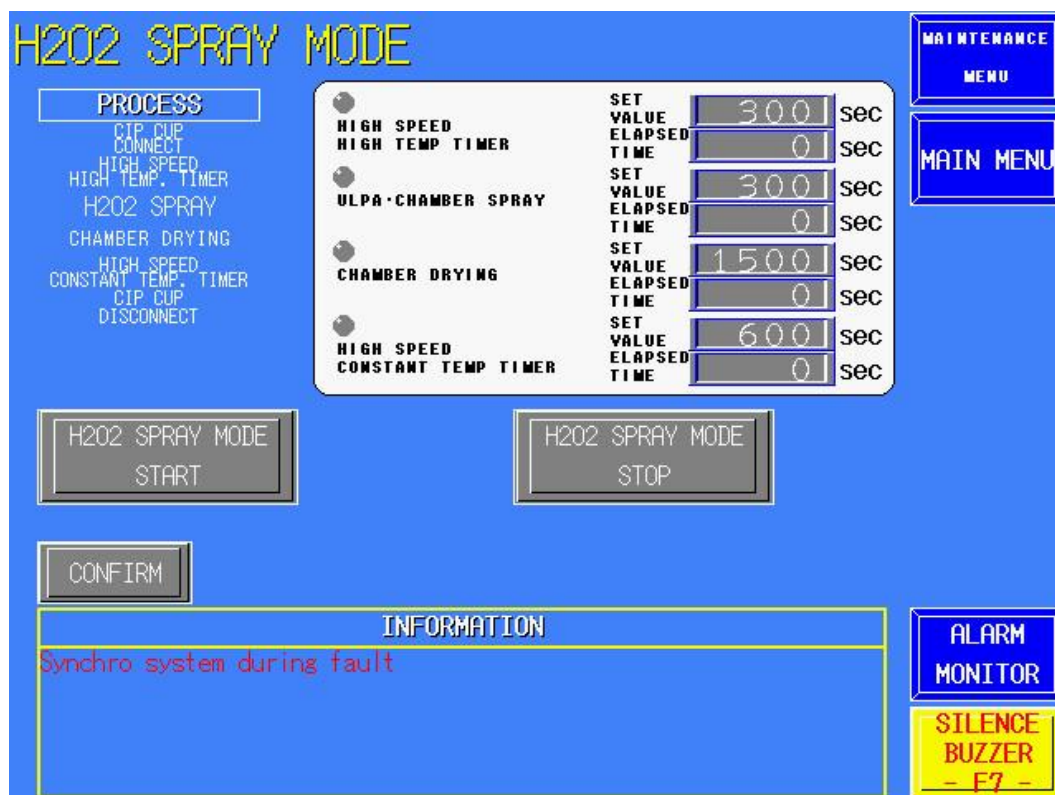 H2O2 SPRAY MODE
MAINTENANCE
MENU
MAIN MENU
PROCESS
CIP CUP
CONNECT
HIGH SPEED
HIGH TEMP. TIMER
H2O2 SPRAY
CHAMBER DRYING
HIGH SPEED
CONSTANT TEMP. TIMER
CIP CUP
DISCONNECT
HIGH SPEED
HIGH TEMP TIMER
SET
VALUE
300 sec
ELAPSED
TIME
0 sec
ULPA·CHAMBER SPRAY
SET
VALUE
300 sec
ELAPSED
TIME
0 sec
CHAMBER DRYING
SET
VALUE
1500 sec
ELAPSED
TIME
0 sec
HIGH SPEED
CONSTANT TEMP TIMER
SET
VALUE
600 sec
ELAPSED
TIME
0 sec
H2O2 SPRAY MODE
START
H2O2 SPRAY MODE
STOP
CONFIRM
INFORMATION
Synchro system during fault
ALARM
MONITOR
SILENCE
BUZZER
- F7 -